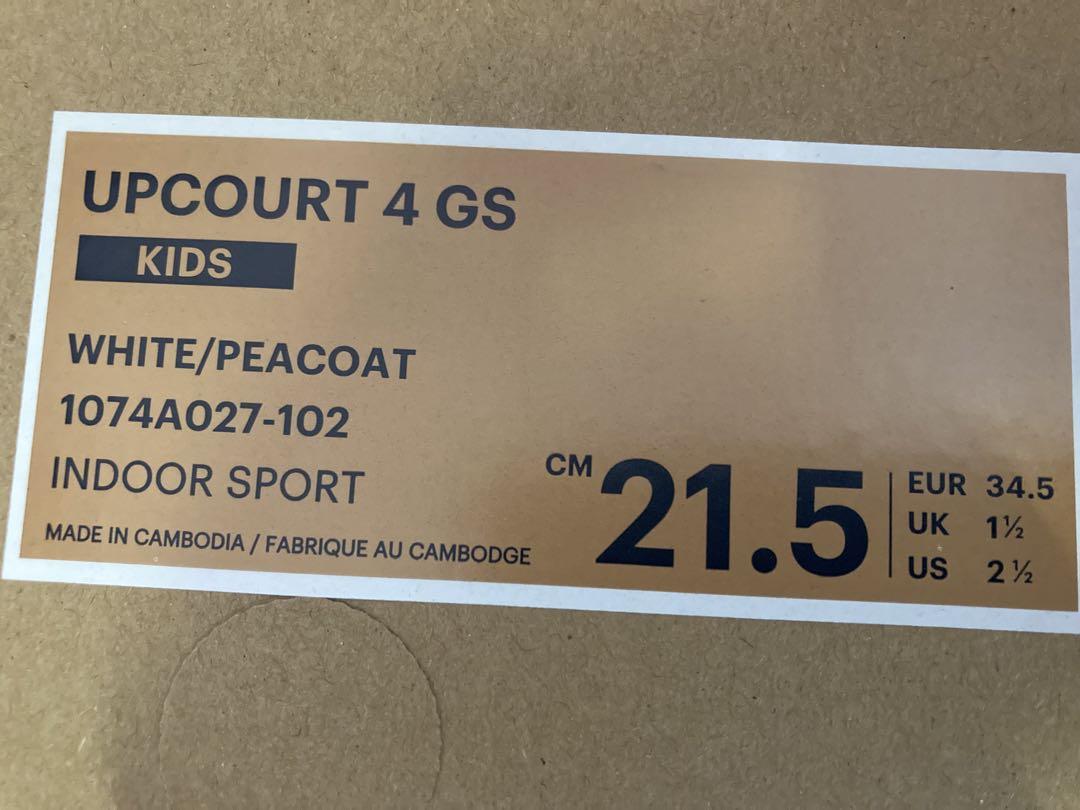 UPCOURT 4 GS
KIDS
WHITE/PEACOAT
1074A027-102
INDOOR SPORT
MADE IN CAMBODIA / FABRIQUE AU CAMBODGE
CM 21.5
EUR 34.5
UK 1½
US 2½